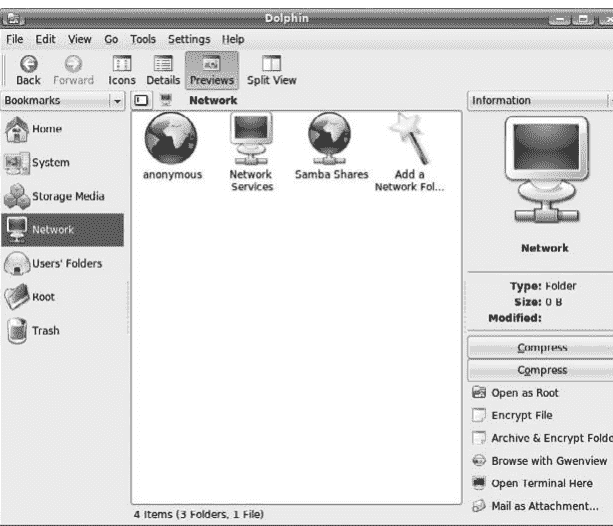 Dolphin
File Edit View Go Tools Settings Help
Back Forward Icons Details Previews Split View
Bookmarks
Network
Information
Home
System
Storage Media
Network
Users' Folders
Root
Trash
anonymous
Network
Services
Samba Shares
Add a
Network Fol...
Network
Type: Folder
Size: 0 B
Modified:
Compress
Compress
Open as Root
Encrypt File
Archive & Encrypt Folde
Browse with Gwenview
Open Terminal Here
Mail as Attachment...
4 Items (3 Folders, 1 File)